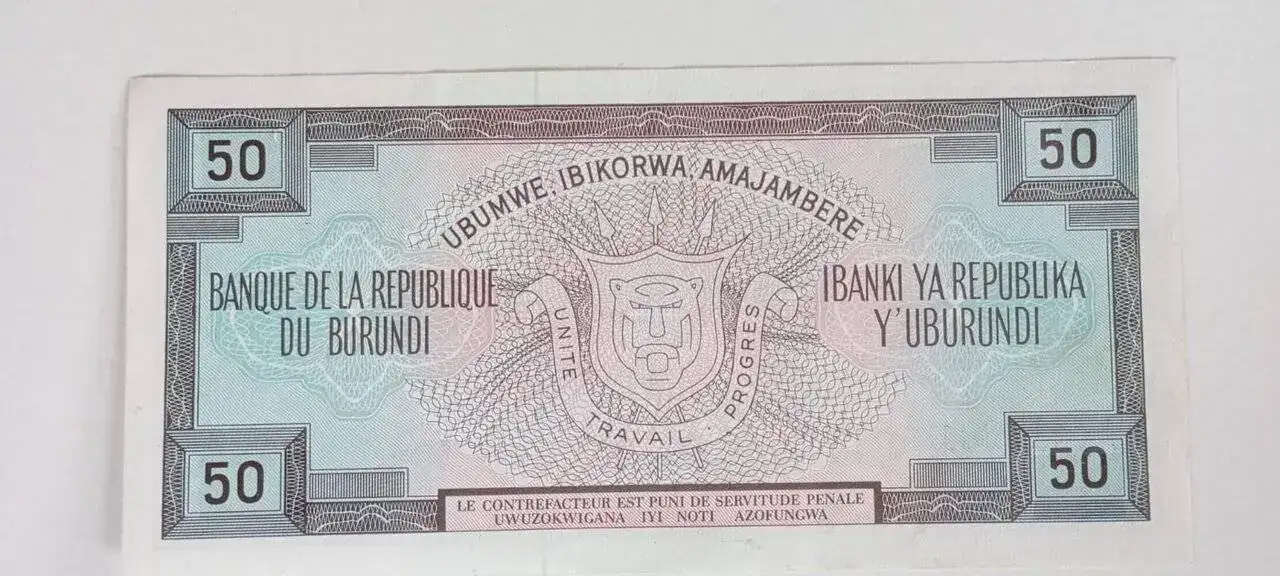 50
50
UBUMWE, IBIKORWA, AMAJAMBERE
BANQUE DE LA REPUBLIQUE
DU BURUNDI
IBANKI YA REPUBLIKA
Y'UBURUNDI
UNITE
TRAVAIL
PROGRES
50
50
LE CONTREFACTEUR EST PUNI DE SERVITUDE PENALE
UWUZOKWIGANA IYI NOTI AZOFUNGWA